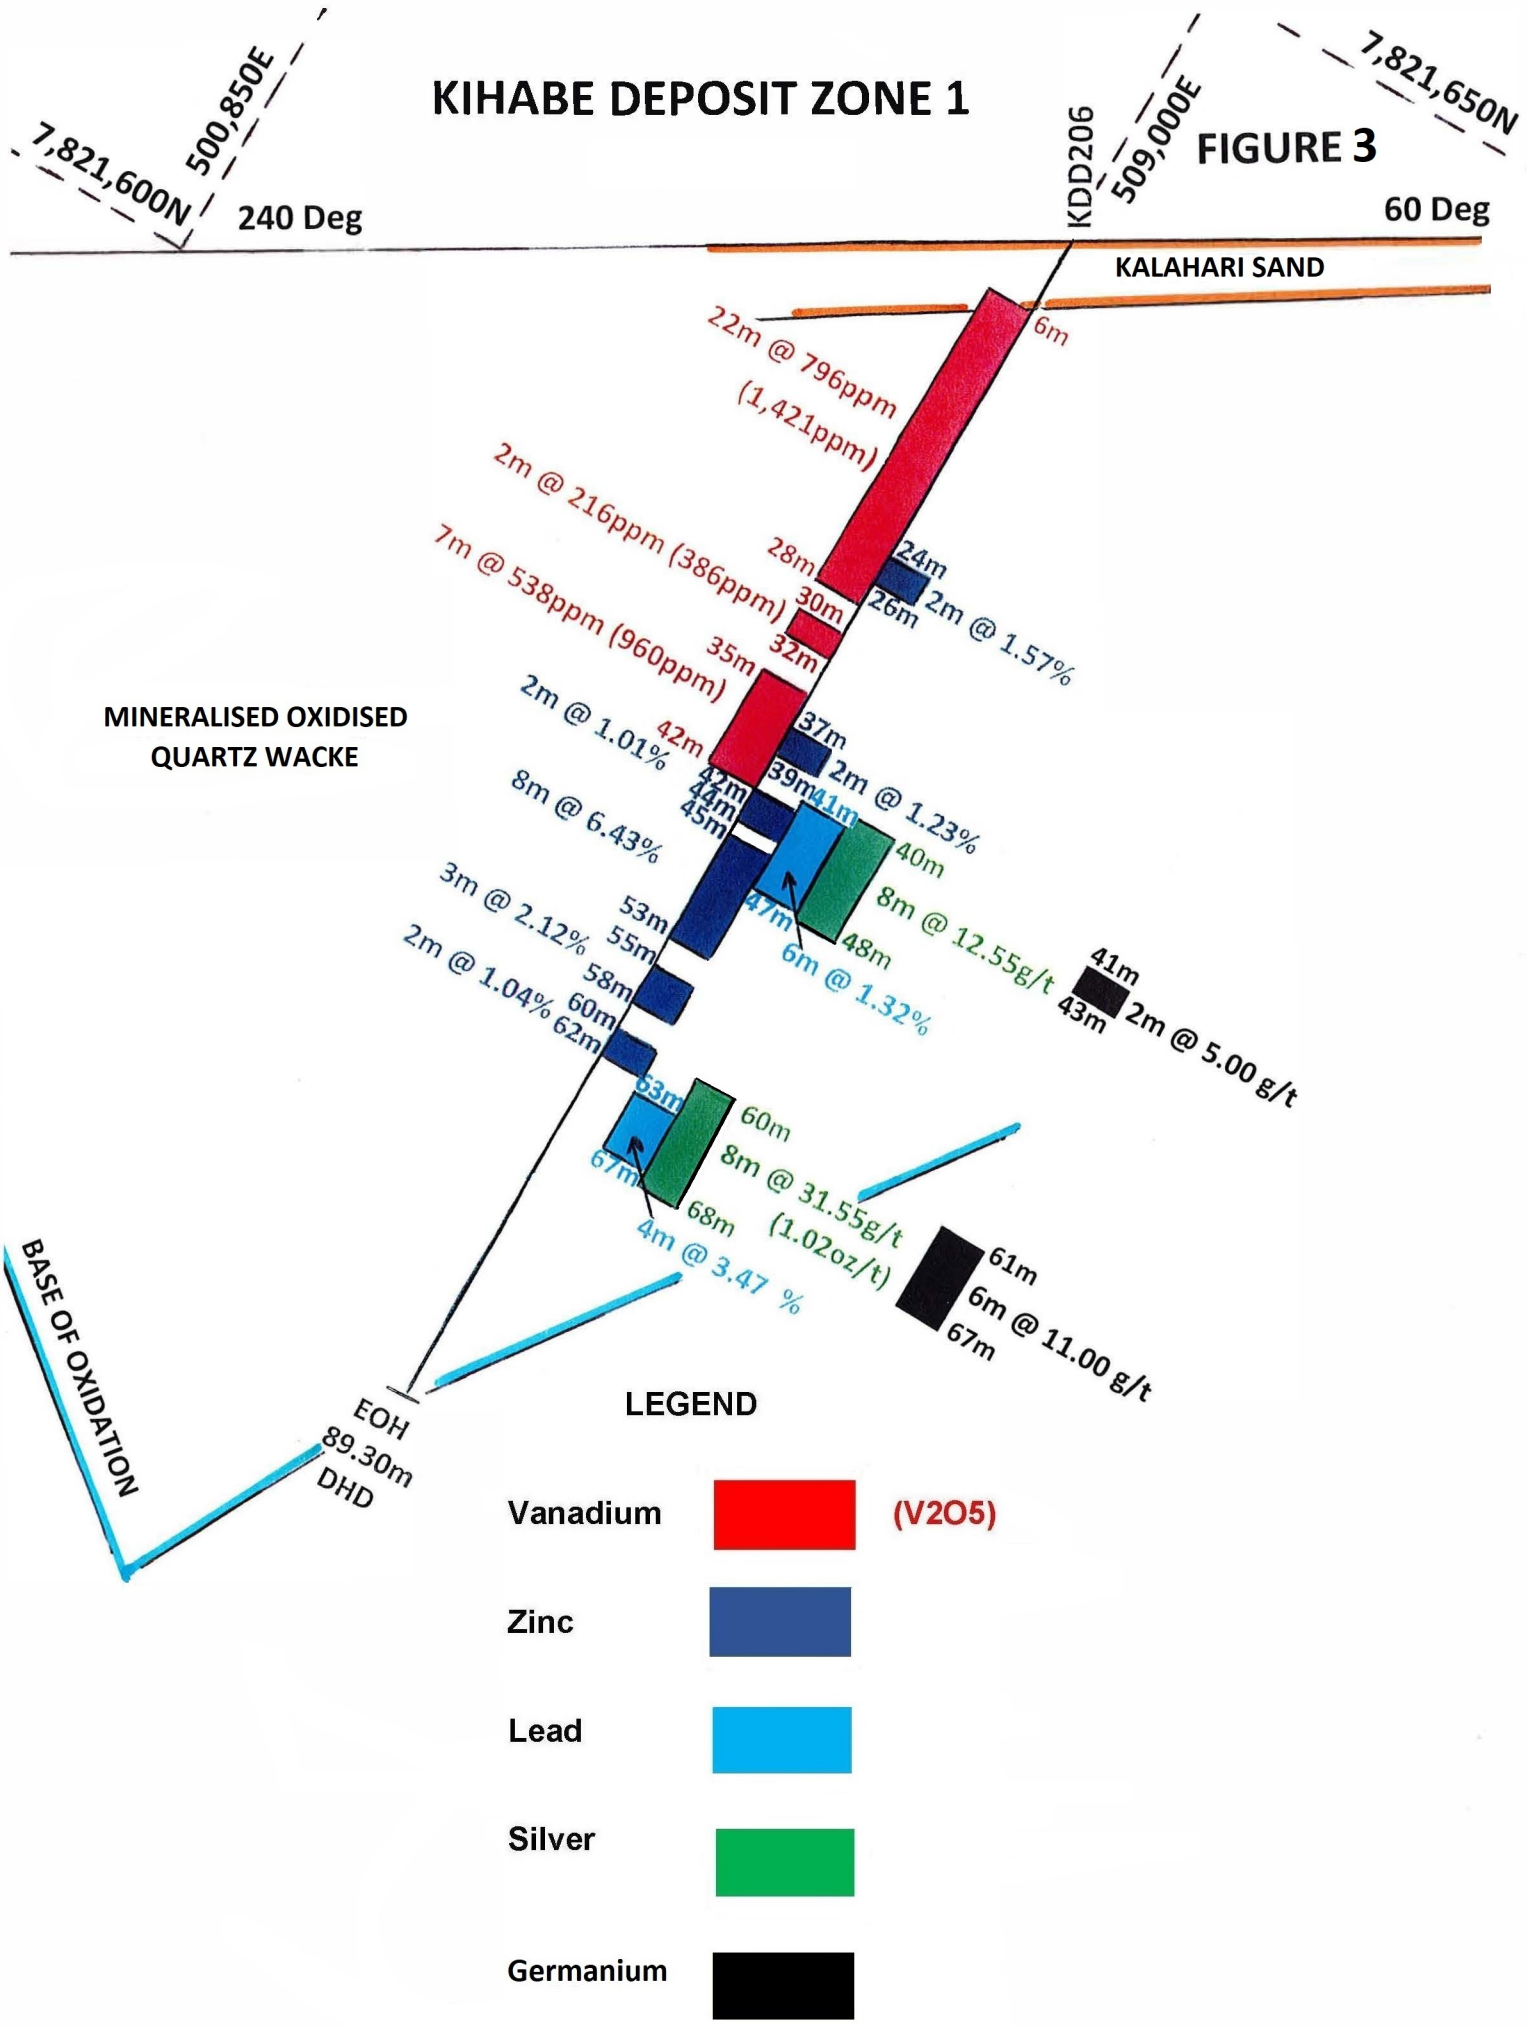 500,850E
7,821,600N
240 Deg
KIHABE DEPOSIT ZONE 1
KDD206
509,000E
7,821,650N
FIGURE 3
60 Deg
KALAHARI SAND
6m
22m @ 796ppm
(1,421ppm)
28m
2m @ 216ppm (386ppm)
30m
32m
24m
26m
2m @ 1.57%
7m @ 538ppm (960ppm)
35m
42m
MINERALISED OXIDISED
QUARTZ WACKE
37m
39m
2m @ 1.23%
2m @ 1.01%
42m
44m
45m
8m @ 6.43%
53m
41m
47m
6m @ 1.32%
40m
8m @ 12.55g/t
48m
41m
43m
2m @ 5.00 g/t
3m @ 2.12%
55m
58m
2m @ 1.04%
60m
62m
63m
67m
4m @ 3.47 %
60m
8m @ 31.55g/t
(1.02oz/t)
68m
61m
6m @ 11.00 g/t
67m
BASE OF OXIDATION
EOH
89.30m
DHD
LEGEND
Vanadium
(V2O5)
Zinc
Lead
Silver
Germanium